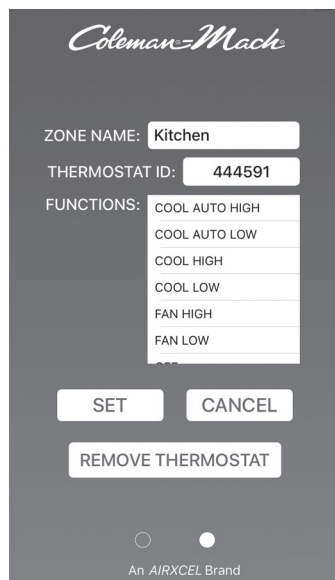 Coleman-Mach
ZONE NAME: Kitchen
THERMOSTAT ID: 444591
FUNCTIONS:
COOL AUTO HIGH
COOL AUTO LOW
COOL HIGH
COOL LOW
FAN HIGH
FAN LOW
SET CANCEL
REMOVE THERMOSTAT
An AIRXCEL Brand